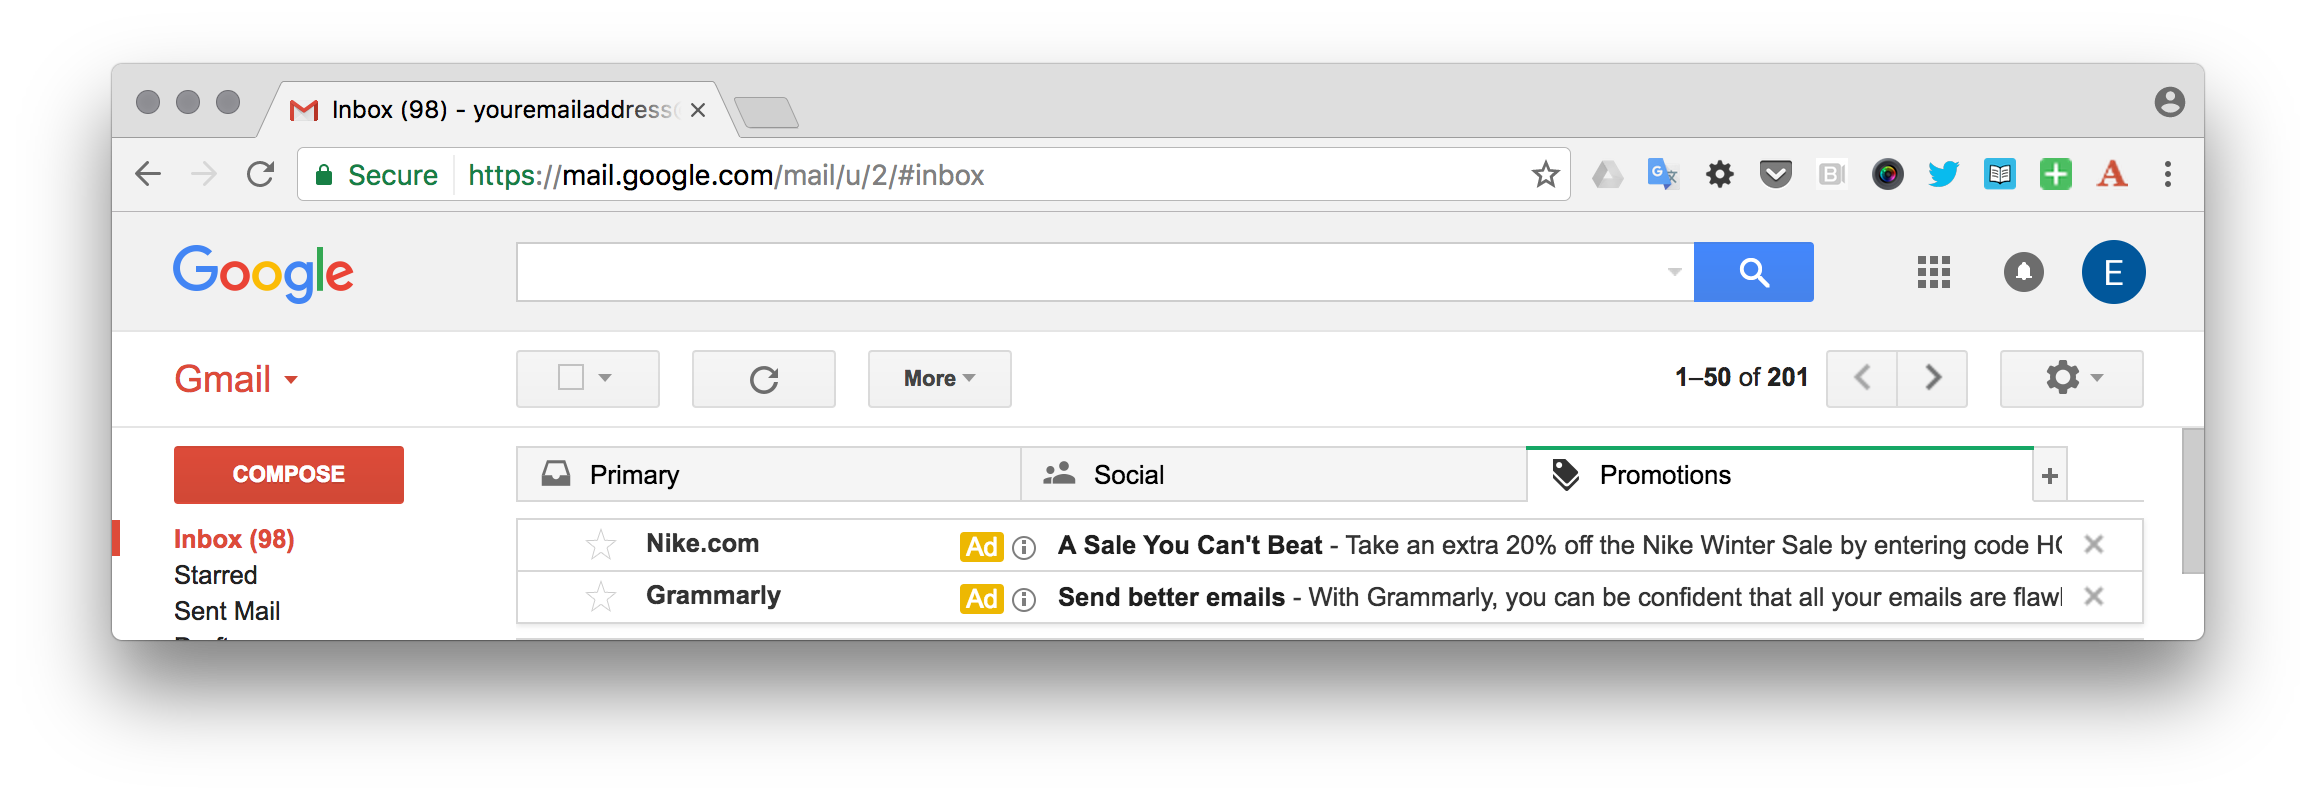 Inbox (98) - youremailaddress
Secure https://mail.google.com/mail/u/2/#inbox
Google
E
Gmail
More
1–50 of 201
COMPOSE
Primary
Social
Promotions
Inbox (98)
Starred
Sent Mail
Nike.com Ad A Sale You Can't Beat - Take an extra 20% off the Nike Winter Sale by entering code
Grammarly Ad Send better emails - With Grammarly, you can be confident that all your emails are